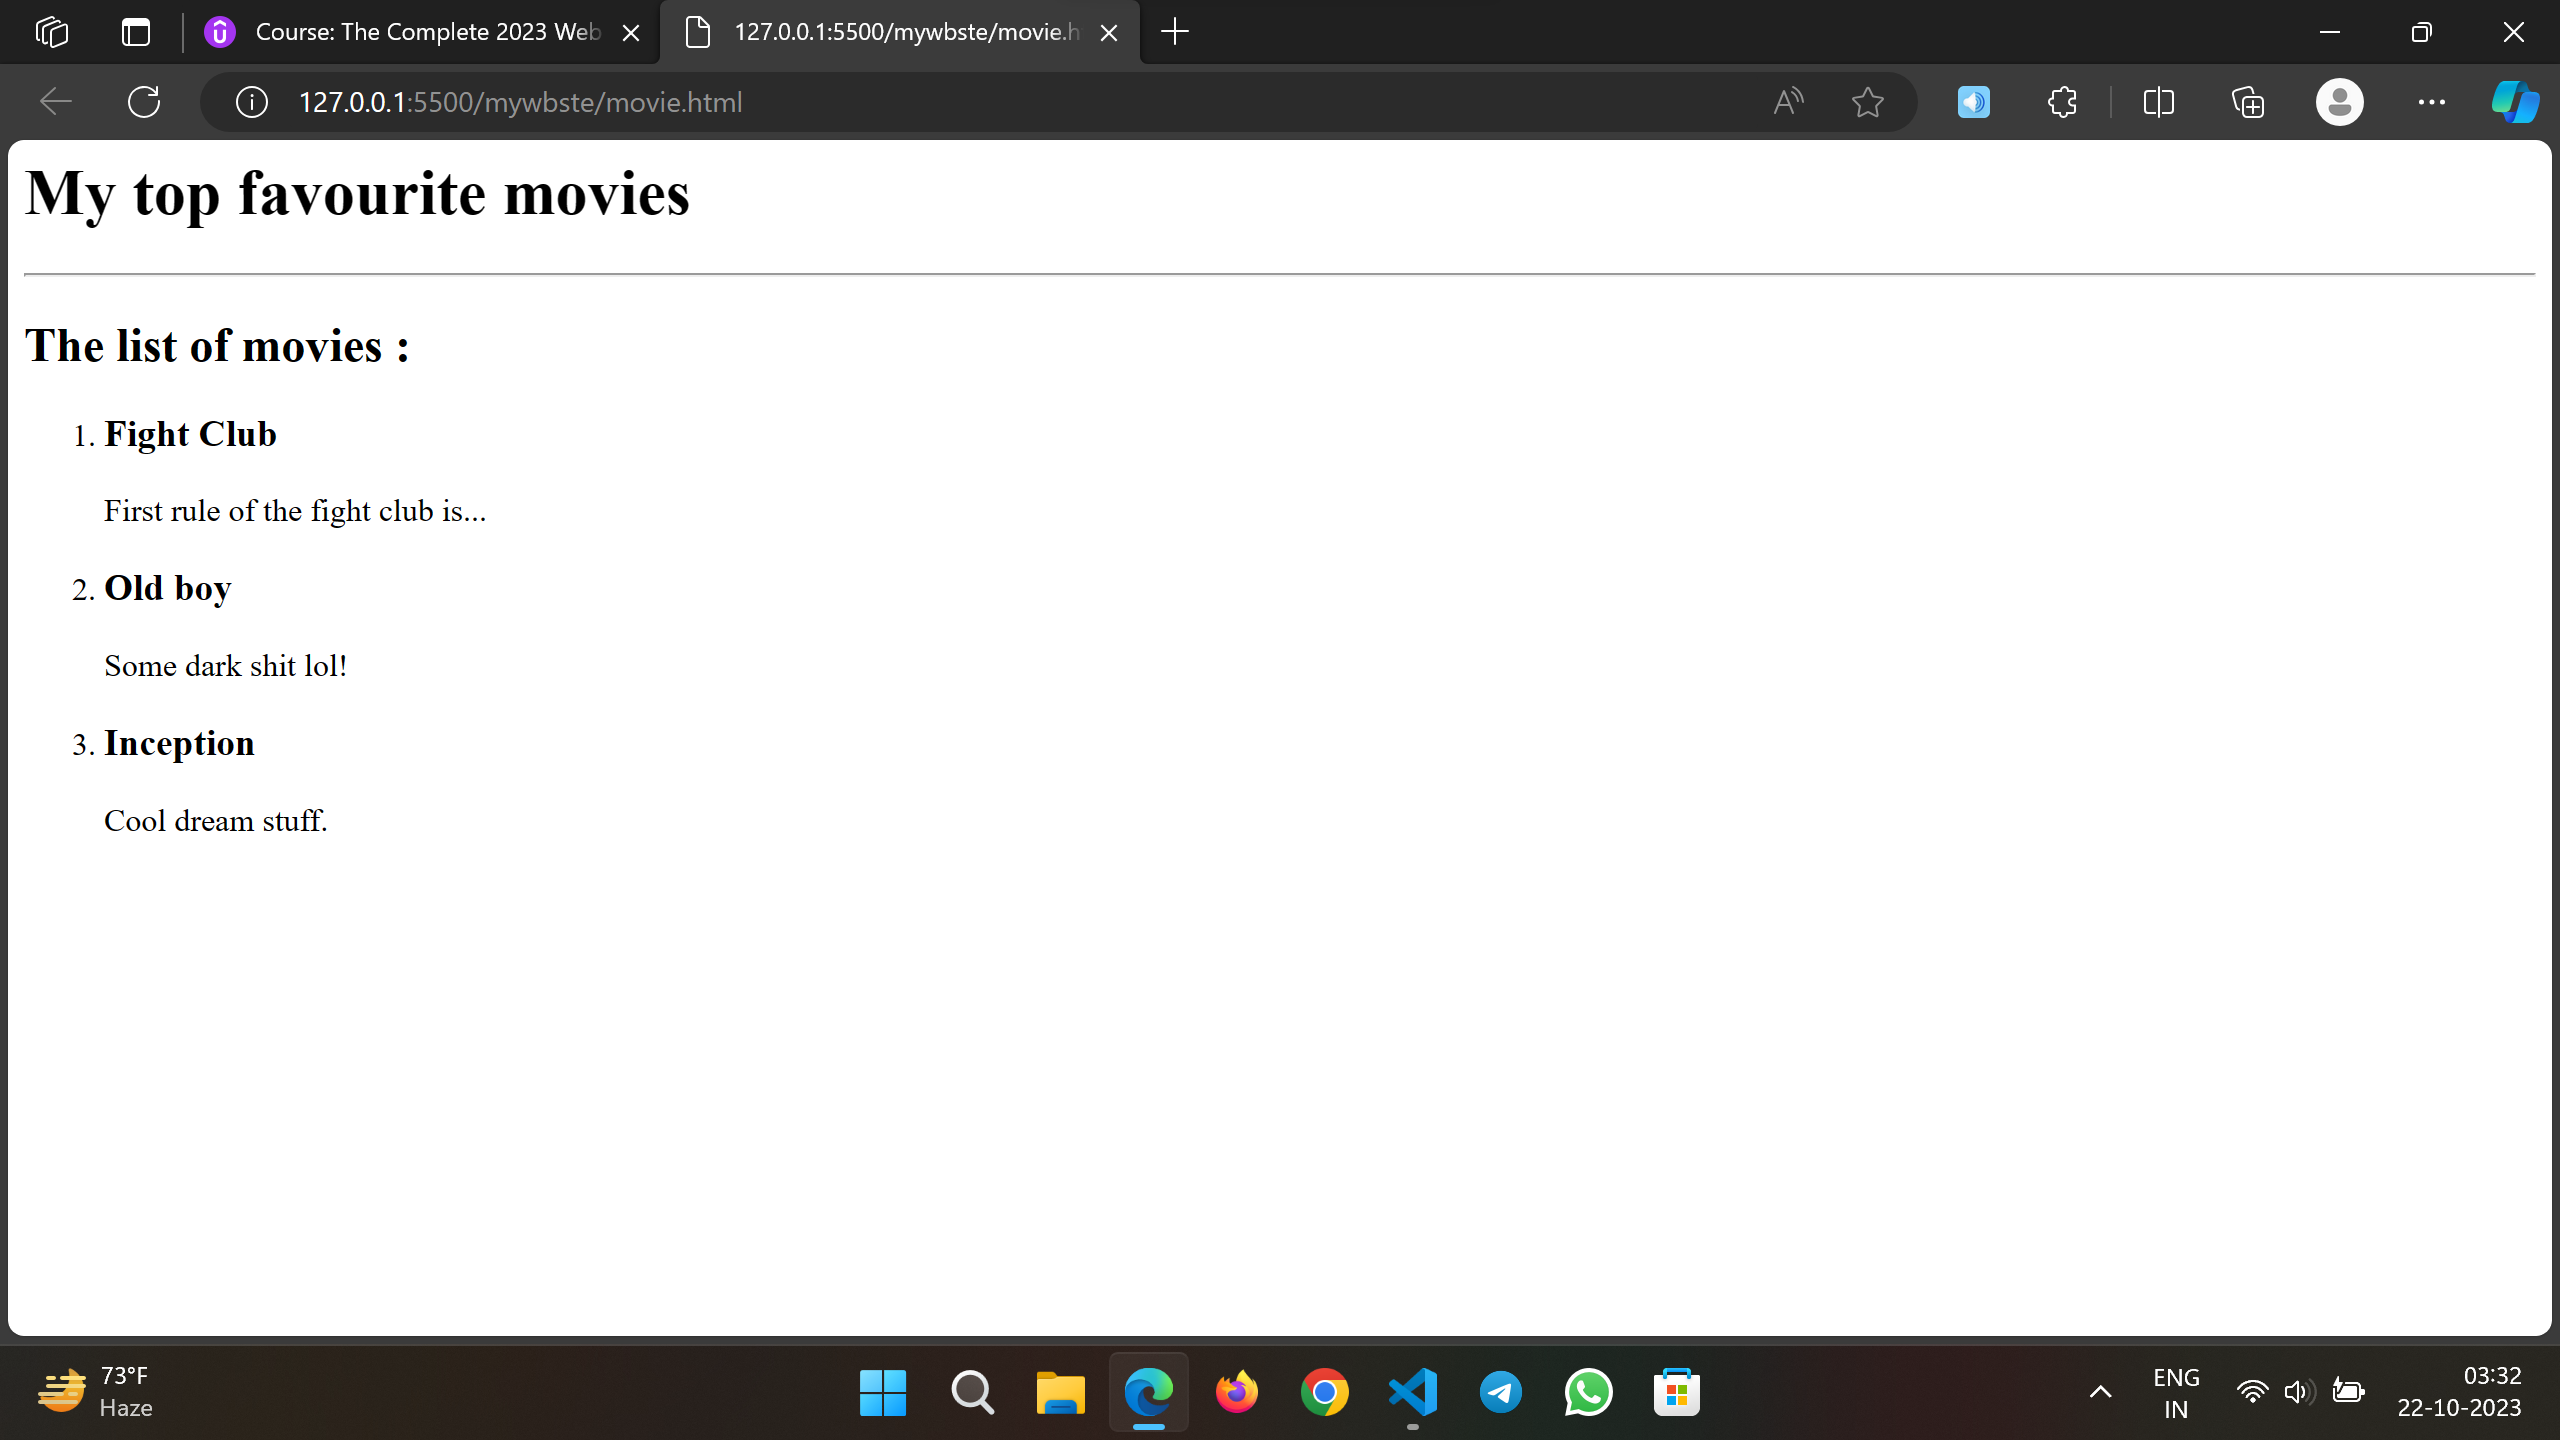 Course: The Complete 2023 Web
127.0.0.1:5500/mywbste/movie.h
127.0.0.1:5500/mywbste/movie.html
My top favourite movies
The list of movies :
1. Fight Club
First rule of the fight club is...
2. Old boy
Some dark shit lol!
3. Inception
Cool dream stuff.
73°F
Haze
ENG
IN
03:32
22-10-2023